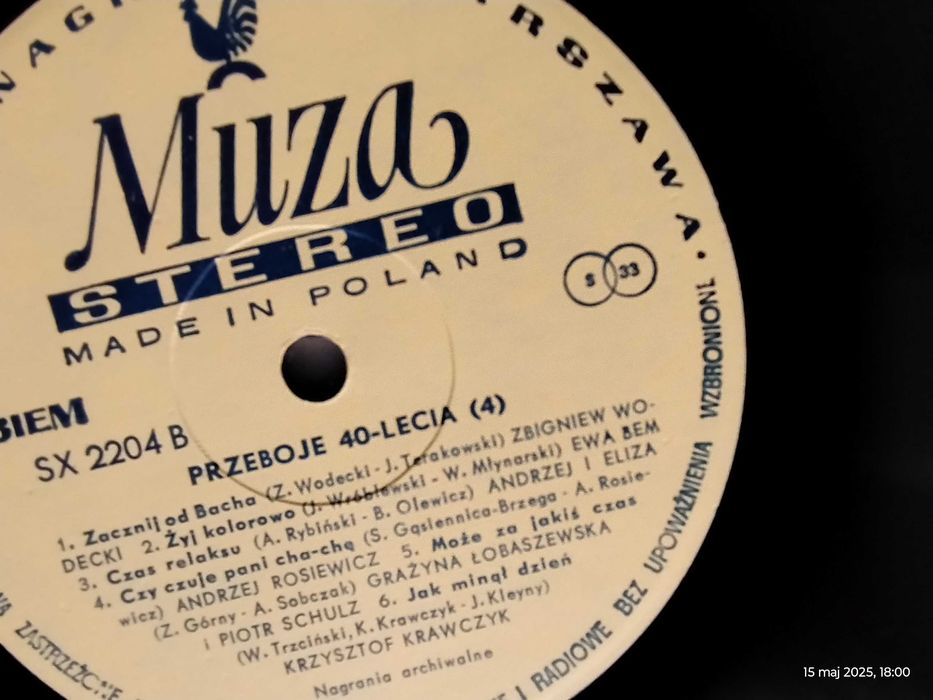 WARSZAWA •
Muza
STEREO
MADE IN POLAND
S 33
BIEM
SX 2204 B
PRZEBOJE 40-LECIA (4)
1. Zacznij od Bacha (Z. Wodecki - J. Terakowski) ZBIGNIEW WO-
DECKI 2. Żyj kolorowo (J. Wróblewski - W. Młynarski) EWA BEM
3. Czas relaksu (A. Rybiński - B. Olewicz) ANDRZEJ I ELIZA
4. Czy czuje pani cha-chę (S. Gąsiennica-Brzega - A. Rosie-
wicz) ANDRZEJ ROSIEWICZ 5. Może za jakiś czas
(Z. Górny - A. Sobczak) GRAŻYNA ŁOBASZEWSKA
i PIOTR SCHULZ 6. Jak minął dzień
(W. Trzciński, K. Krawczyk - J. Kleyny)
KRZYSZTOF KRAWCZYK
Nagrania archiwalne
I RADIOWE BEZ UPOWAŻNIENIA WZBRONIONE
15 maj 2025, 18:00